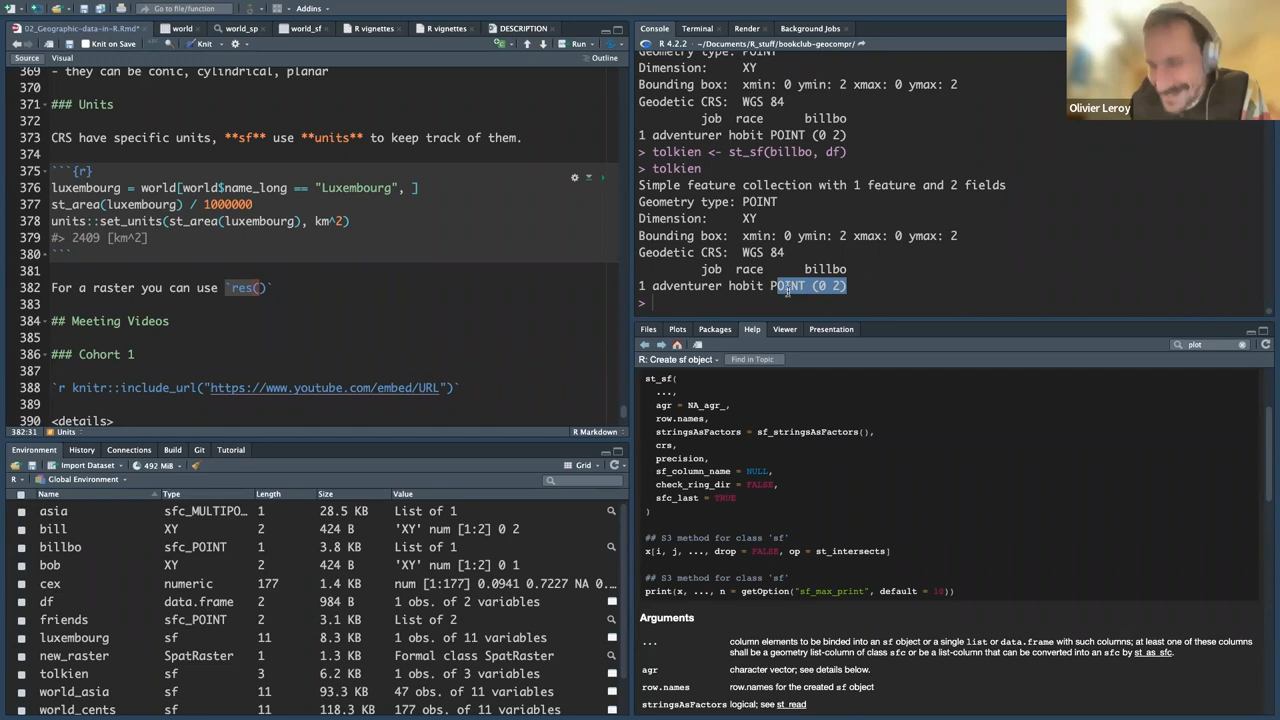 Go to file/function
Addins
02_Geographic-data-in-R.Rmd*
world
world_sp
world_sf
R vignettes
R vignettes
DESCRIPTION
Knit on Save
Knit
Run
Source
Visual
Outline
369 - they can be conic, cylindrical, planar
370
371 ### Units
372
373 CRS have specific units, **sf** use **units** to keep track of them.
374
375 ```{r}
376 luxembourg = world[world$name_long == "Luxembourg", ]
377 st_area(luxembourg) / 1000000
378 units::set_units(st_area(luxembourg), km^2)
379 #> 2409 [km^2]
380 ```
381
382 For a raster you can use `res()`
383
384 ## Meeting Videos
385
386 ### Cohort 1
387
388 `r knitr::include_url("https://www.youtube.com/embed/URL")`
389
390 <details>
382:31
Units
R Markdown
Environment
History
Connections
Build
Git
Tutorial
Import Dataset
492 MiB
Grid
R
Global Environment
Name Type Length Size Value
asia sfc_MULTIPO… 1 28.5 KB List of 1
bill XY 2 424 B 'XY' num [1:2] 0 2
billbo sfc_POINT 1 3.8 KB List of 1
bob XY 2 424 B 'XY' num [1:2] 0 1
cex numeric 177 1.4 KB num [1:177] 0.0941 0.7227 NA 0.…
df data.frame 2 984 B 1 obs. of 2 variables
friends sfc_POINT 2 3.1 KB List of 2
luxembourg sf 11 8.3 KB 1 obs. of 11 variables
new_raster SpatRaster 1 1.3 KB Formal class SpatRaster
tolkien sf 3 6.2 KB 1 obs. of 3 variables
world_asia sf 11 93.3 KB 47 obs. of 11 variables
world_cents sf 11 118.3 KB 177 obs. of 11 variables
Console
Terminal
Render
Background Jobs
R 4.2.2 · ~/Documents/R_stuff/bookclub-geocompr/
Geometry type: POINT
Dimension: XY
Bounding box: xmin: 0 ymin: 2 xmax: 0 ymax: 2
Geodetic CRS: WGS 84
job race billbo
1 adventurer hobit POINT (0 2)
> tolkien <- st_sf(billbo, df)
> tolkien
Simple feature collection with 1 feature and 2 fields
Geometry type: POINT
Dimension: XY
Bounding box: xmin: 0 ymin: 2 xmax: 0 ymax: 2
Geodetic CRS: WGS 84
job race billbo
1 adventurer hobit POINT (0 2)
>
Olivier Leroy
Files
Plots
Packages
Help
Viewer
Presentation
plot
R: Create sf object
Find in Topic
st_sf(
...,
agr = NA_agr_,
row.names,
stringsAsFactors = sf_stringsAsFactors(),
crs,
precision,
sf_column_name = NULL,
check_ring_dir = FALSE,
sfc_last = TRUE
)
## S3 method for class 'sf'
x[i, j, ..., drop = FALSE, op = st_intersects]
## S3 method for class 'sf'
print(x, ..., n = getOption("sf_max_print", default = 10))
Arguments
... column elements to be binded into an sf object or a single list or data.frame with such columns; at least one of these columns
shall be a geometry list-column of class sfc or be a list-column that can be converted into an sfc by st_as_sfc.
agr character vector; see details below.
row.names row.names for the created sf object
stringsAsFactors logical; see st_read